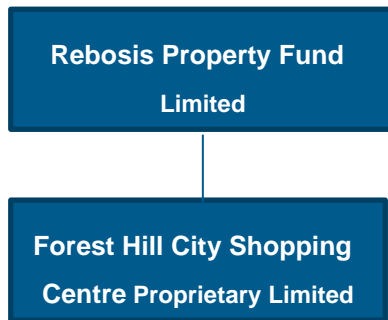 Rebosis Property Fund
Limited
Forest Hill City Shopping
Centre Proprietary Limited